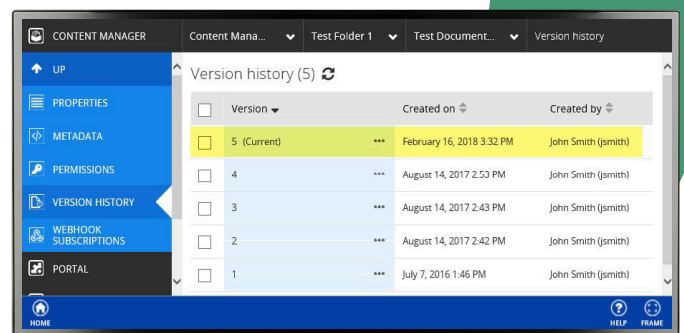 CONTENT MANAGER
Content Mana...
Test Folder 1
Test Document...
Version history
UP
PROPERTIES
METADATA
PERMISSIONS
VERSION HISTORY
WEBHOOK
SUBSCRIPTIONS
PORTAL
Version history (5)
Version Created on Created by
5 (Current) ••• February 16, 2018 3:32 PM John Smith (jsmith)
4 ••• August 14, 2017 2:53 PM John Smith (jsmith)
3 ••• August 14, 2017 2:43 PM John Smith (jsmith)
2 ••• August 14, 2017 2:42 PM John Smith (jsmith)
1 ••• July 7, 2016 1:46 PM John Smith (jsmith)
HOME
HELP
FRAME